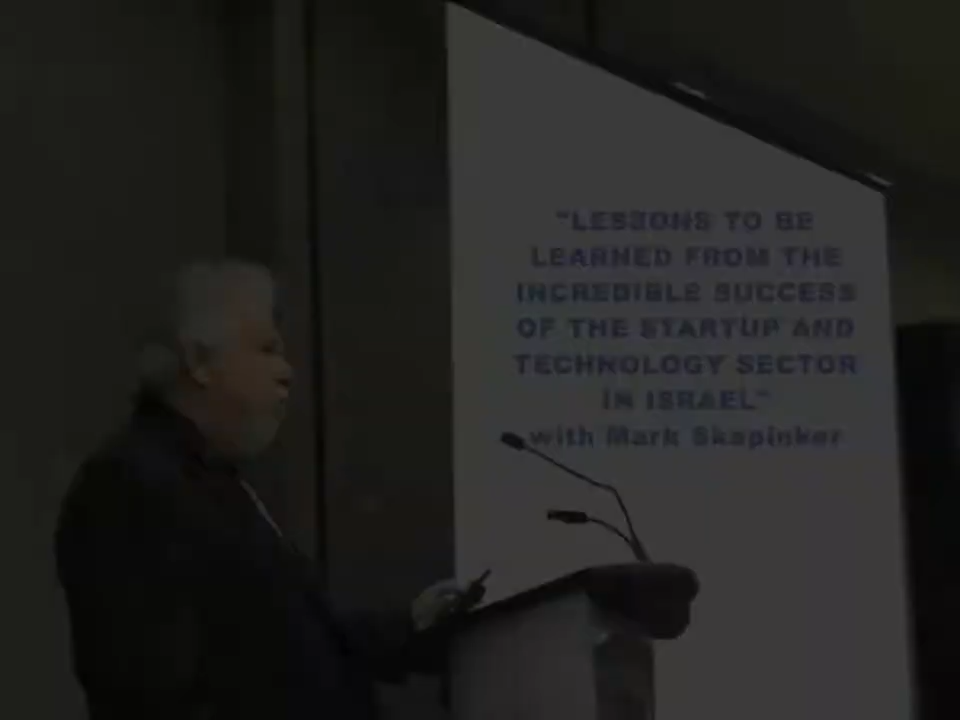 "LESSONS TO BE
LEARNED FROM THE
INCREDIBLE SUCCESS
OF THE STARTUP AND
TECHNOLOGY SECTOR
IN ISRAEL"
with Mark Skapinker